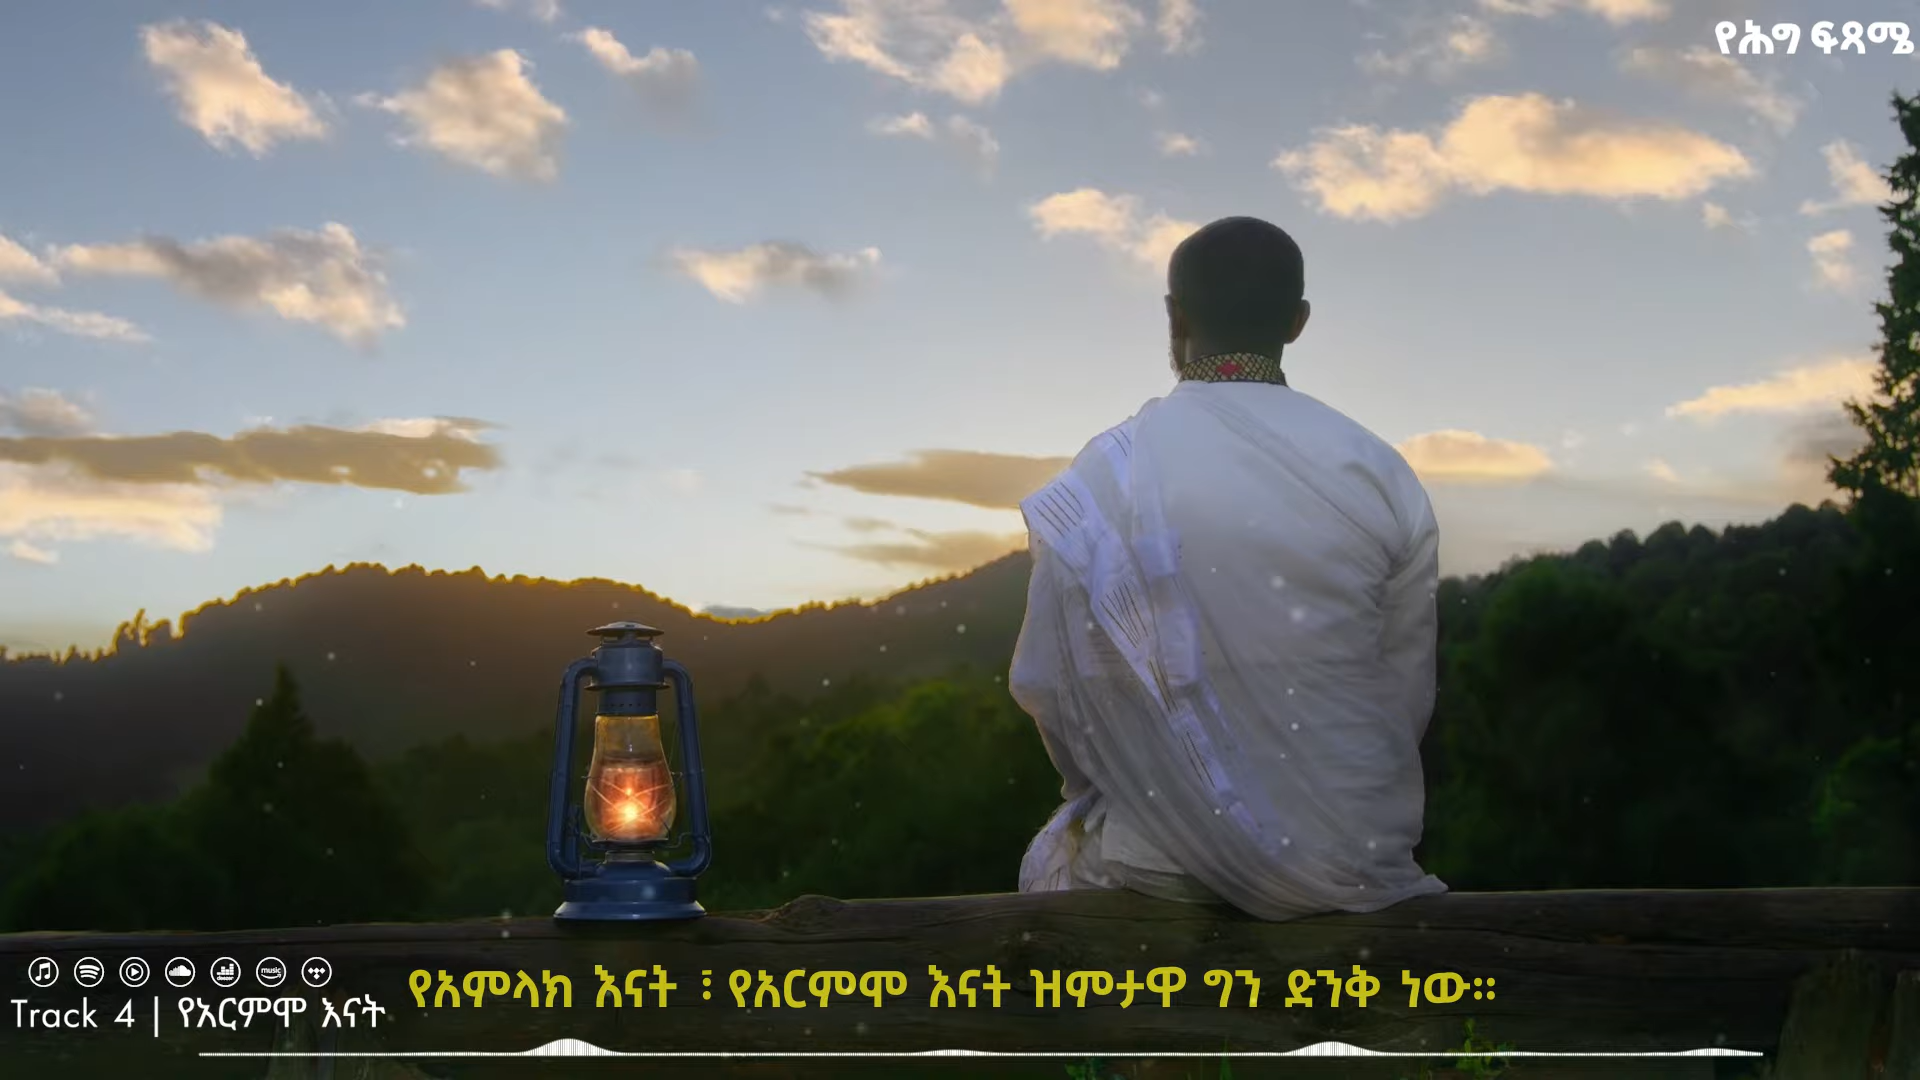 የሕግ ፍጻሜ
የአምላክ እናት ፣ የአርምሞ እናት ዝምታዋ ግን ድንቅ ነው።
Track 4 | የአርምሞ እናት